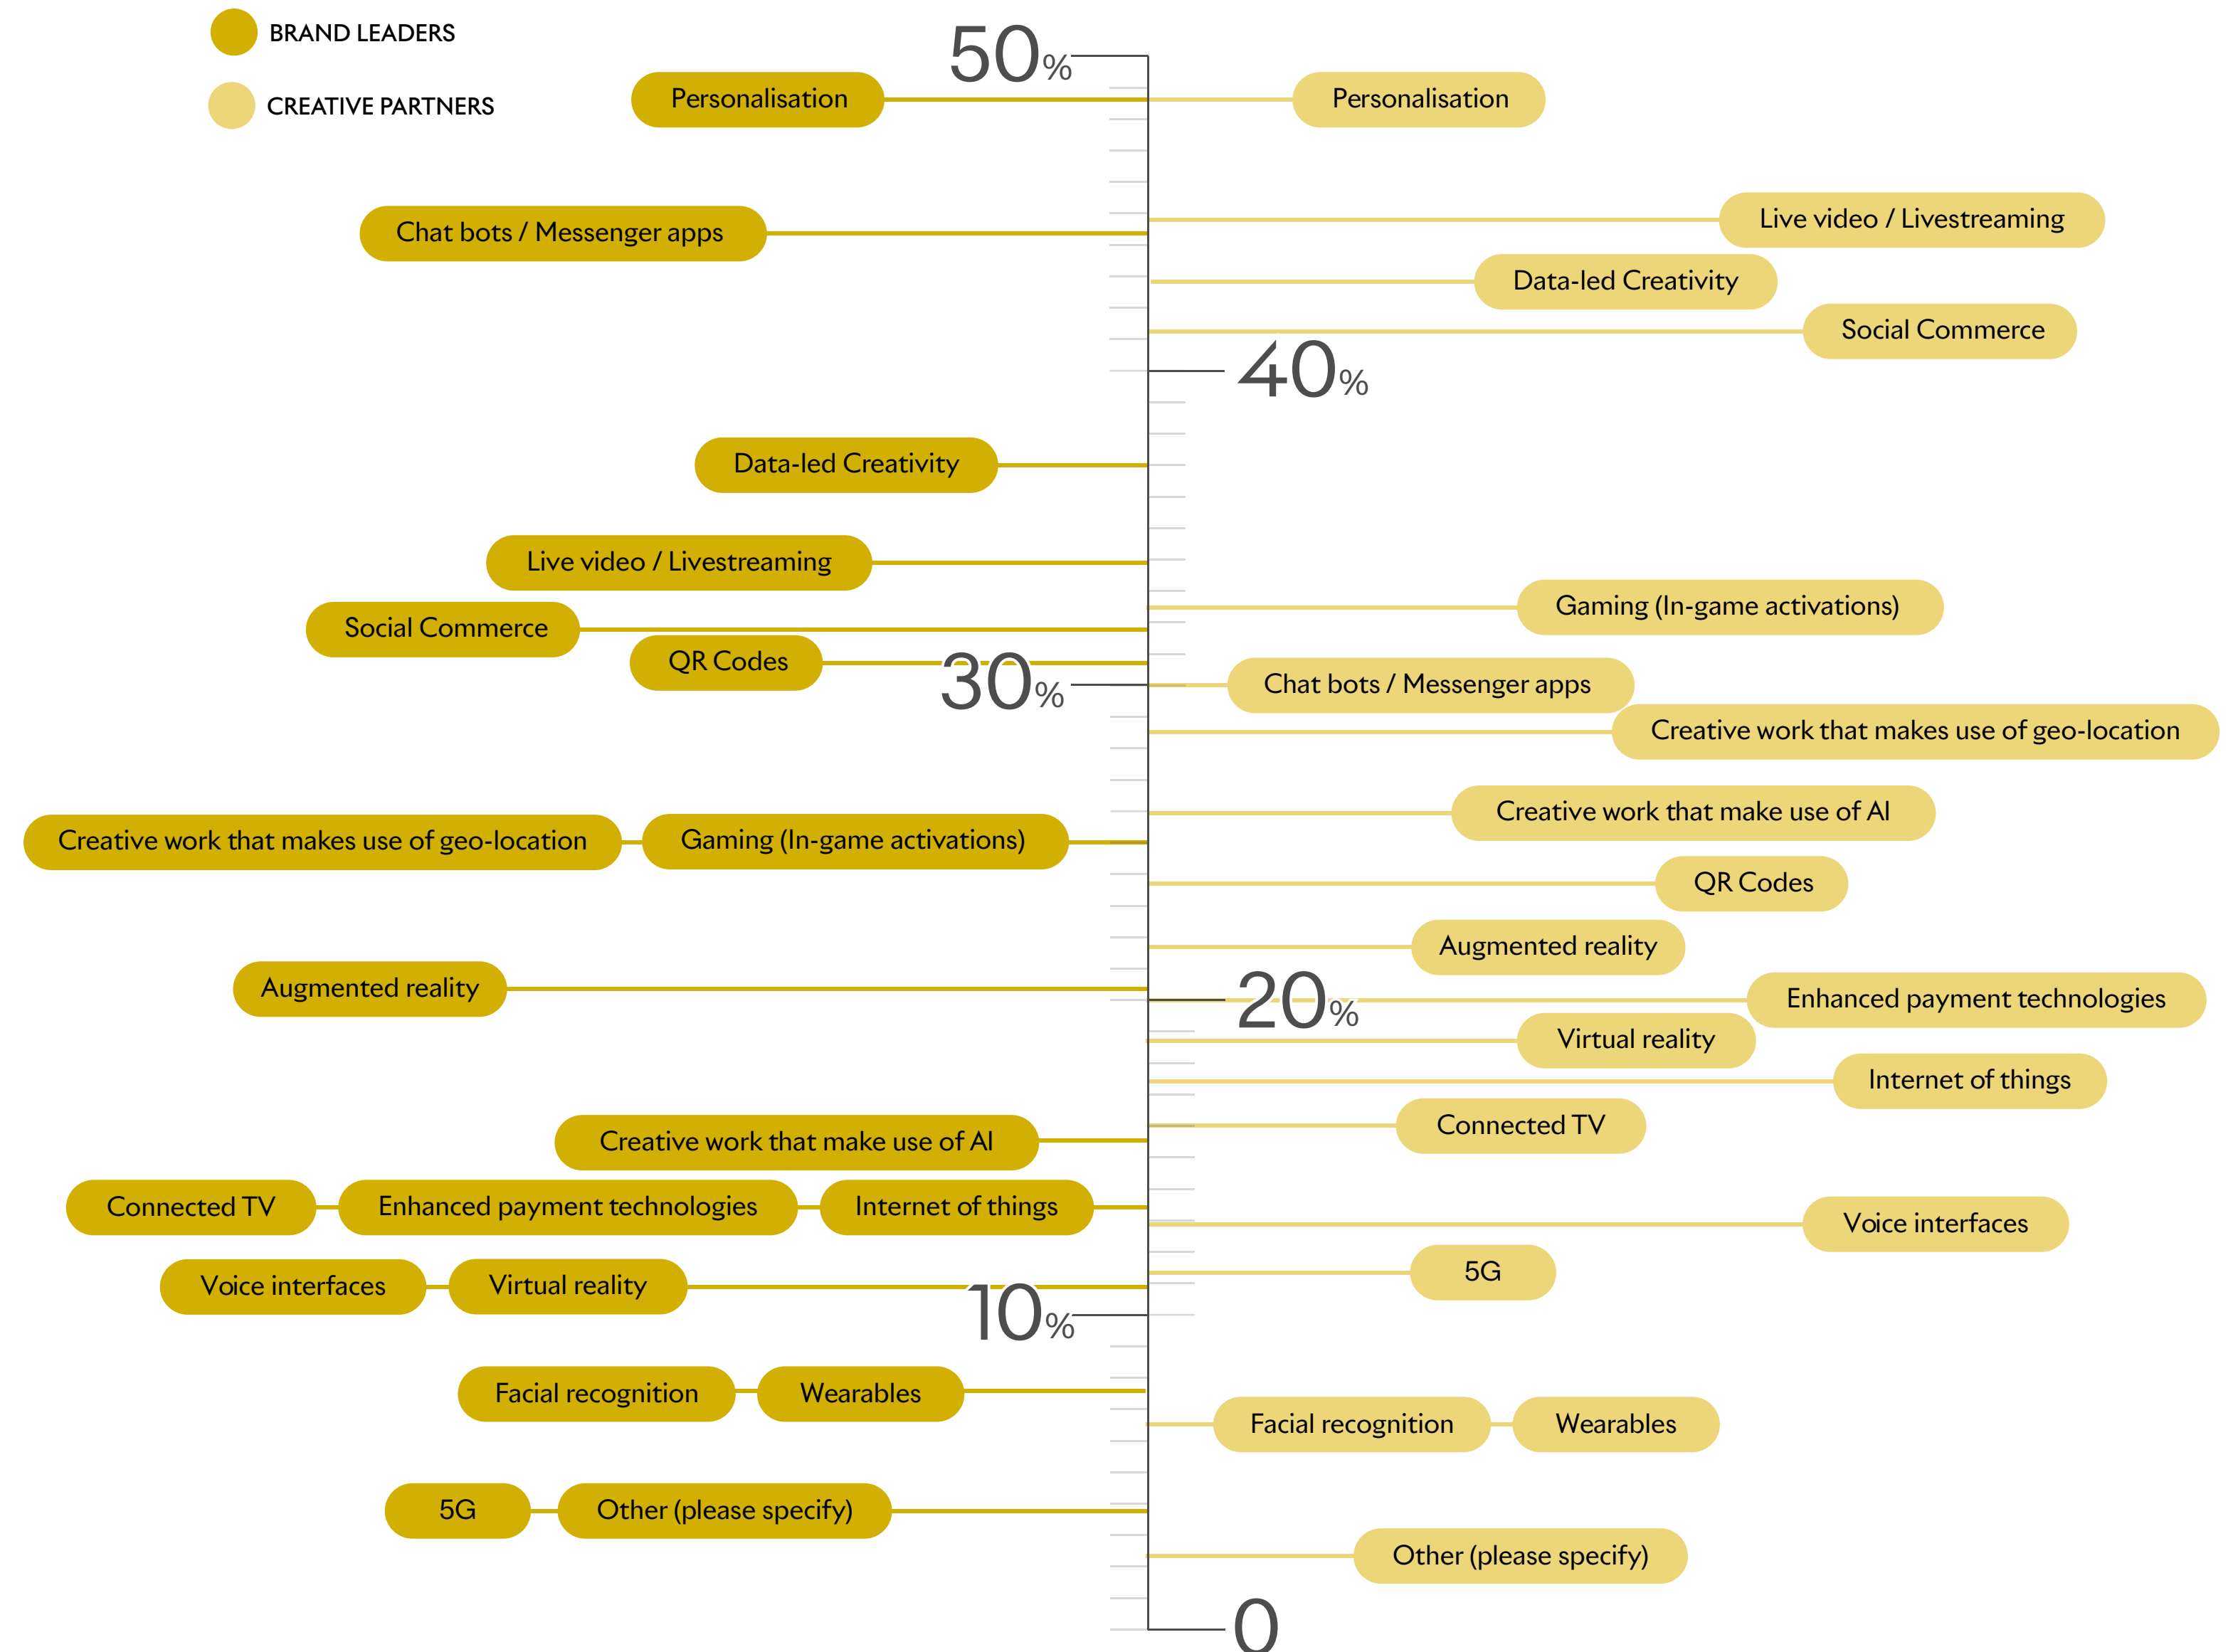 BRAND LEADERS
CREATIVE PARTNERS
50%
Personalisation
Personalisation
Live video / Livestreaming
Chat bots / Messenger apps
Data-led Creativity
Social Commerce
40%
Data-led Creativity
Live video / Livestreaming
Gaming (In-game activations)
Social Commerce
QR Codes
30%
Chat bots / Messenger apps
Creative work that makes use of geo-location
Creative work that make use of AI
Creative work that makes use of geo-location
Gaming (In-game activations)
QR Codes
Augmented reality
Augmented reality
20%
Enhanced payment technologies
Virtual reality
Internet of things
Connected TV
Creative work that make use of AI
Connected TV
Enhanced payment technologies
Internet of things
Voice interfaces
5G
Voice interfaces
Virtual reality
10%
Facial recognition
Wearables
Facial recognition
Wearables
5G
Other (please specify)
Other (please specify)
0